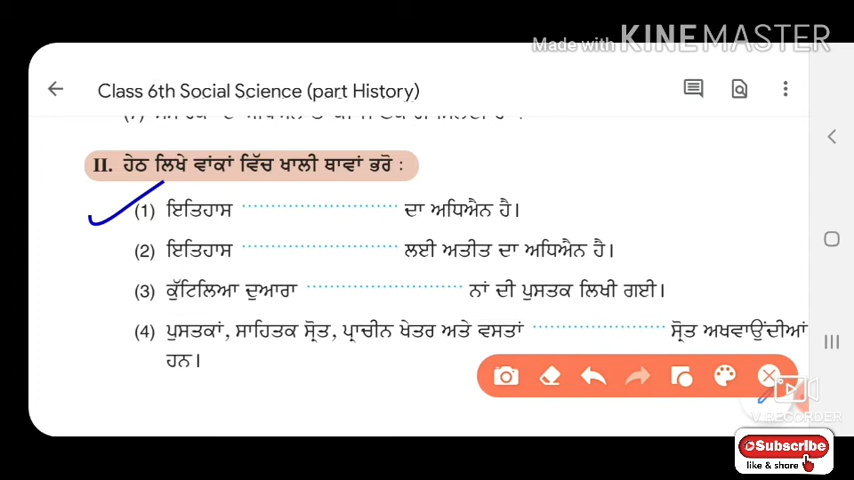 Made with KINEMASTER
Class 6th Social Science (part History)
II. ਹੇਠ ਲਿਖੇ ਵਾਂਕਾਂ ਵਿੱਚ ਖਾਲੀ ਥਾਵਾਂ ਭਰੋ :
(1) ਇਤਿਹਾਸ .......................... ਦਾ ਅਧਿਐਨ ਹੈ।
(2) ਇਤਿਹਾਸ .......................... ਲਈ ਅਤੀਤ ਦਾ ਅਧਿਐਨ ਹੈ।
(3) ਕੁੱਟਿਲਿਆ ਦੁਆਰਾ .......................... ਨਾਂ ਦੀ ਪੁਸਤਕ ਲਿਖੀ ਗਈ।
(4) ਪੁਸਤਕਾਂ, ਸਾਹਿਤਕ ਸ੍ਰੋਤ, ਪ੍ਰਾਚੀਨ ਖੇਤਰ ਅਤੇ ਵਸਤਾਂ ...................... ਸ੍ਰੋਤ ਅਖਵਾਉਂਦੀਆਂ
ਹਨ।
V.RECORDER
Subscribe
like & share